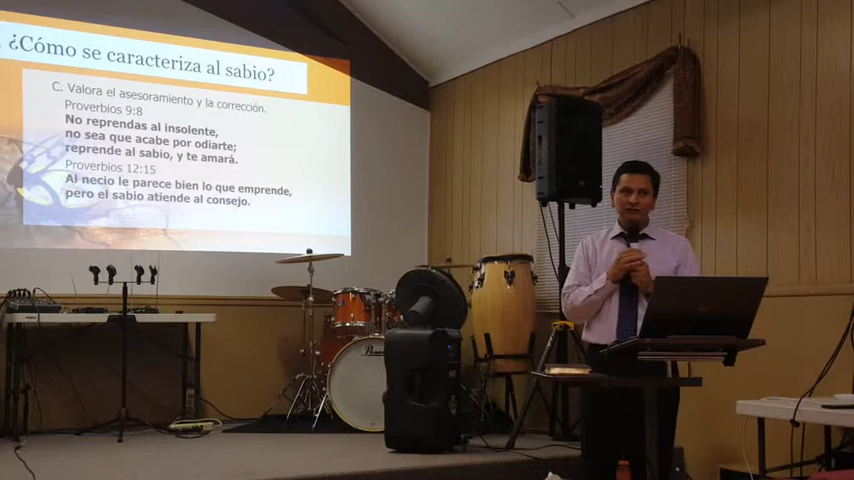 ¿Cómo se caracteriza al sabio?
C. Valora el asesoramiento y la corrección
Proverbios 9:8
No reprendas al insolente,
no sea que acabe por odiarte;
reprende al sabio, y te amará.
Proverbios 12:15
Al necio le parece bien lo que emprende,
pero el sabio atiende al consejo.